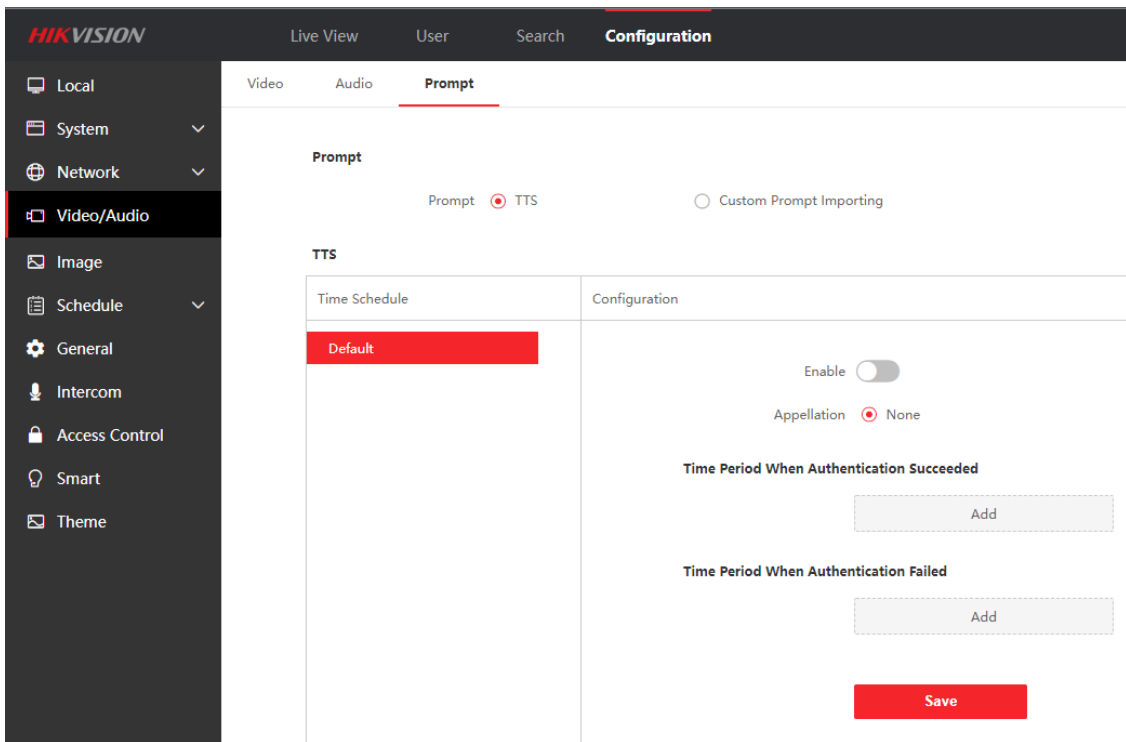 HIKVISION
Live View
User
Search
Configuration
Local
System
Network
Video/Audio
Image
Schedule
General
Intercom
Access Control
Smart
Theme
Video
Audio
Prompt
Prompt
Prompt
TTS
Custom Prompt Importing
TTS
Time Schedule
Configuration
Default
Enable
Appellation
None
Time Period When Authentication Succeeded
Add
Time Period When Authentication Failed
Add
Save